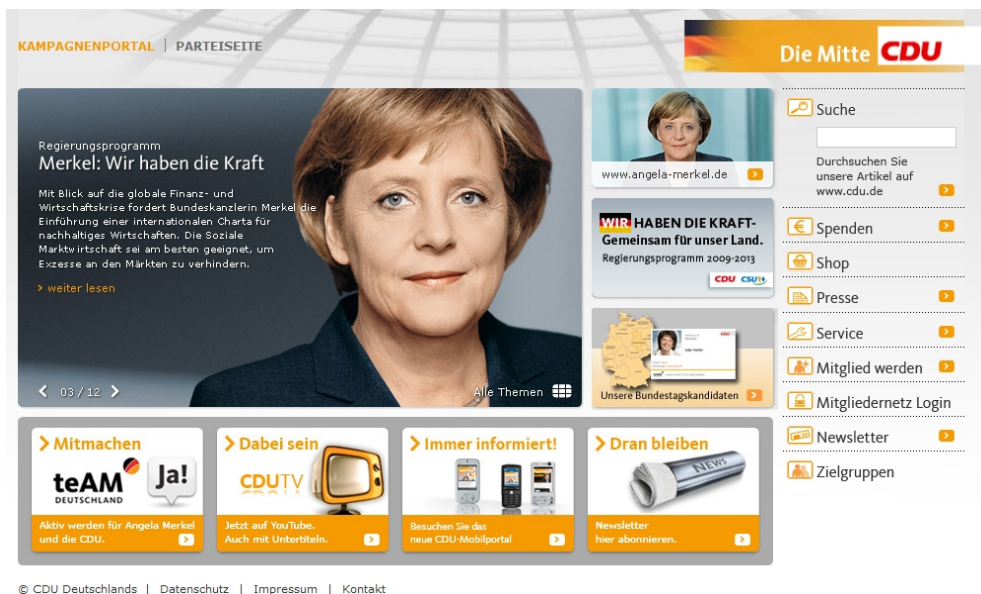 KAMPAGNENPORTAL | PARTEISEITE
Die Mitte CDU
Regierungsprogramm
Merkel: Wir haben die Kraft
Mit Blick auf die globale Finanz- und
Wirtschaftskrise fordert Bundeskanzlerin Merkel die
Einführung einer internationalen Charta für
nachhaltiges Wirtschaften. Die Soziale
Marktwirtschaft sei am besten geeignet, um
Exzesse an den Märkten zu verhindern.
> weiter lesen
03 / 12
Alle Themen
www.angela-merkel.de
WIR HABEN DIE KRAFT-
Gemeinsam für unser Land.
Regierungsprogramm 2009-2013
CDU CSU
Unsere Bundestagskandidaten
Suche
Durchsuchen Sie
unsere Artikel auf
www.cdu.de
Spenden
Shop
Presse
Service
Mitglied werden
Mitgliedernetz Login
Newsletter
Zielgruppen
> Mitmachen
teAM
DEUTSCHLAND
Ja!
Aktiv werden für Angela Merkel
und die CDU.
> Dabei sein
CDUTV
Jetzt auf YouTube.
Auch mit Untertiteln.
> Immer informiert!
Besuchen Sie das
neue CDU-Mobilportal
> Dran bleiben
NEWS
Newsletter
hier abonnieren.
© CDU Deutschlands | Datenschutz | Impressum | Kontakt